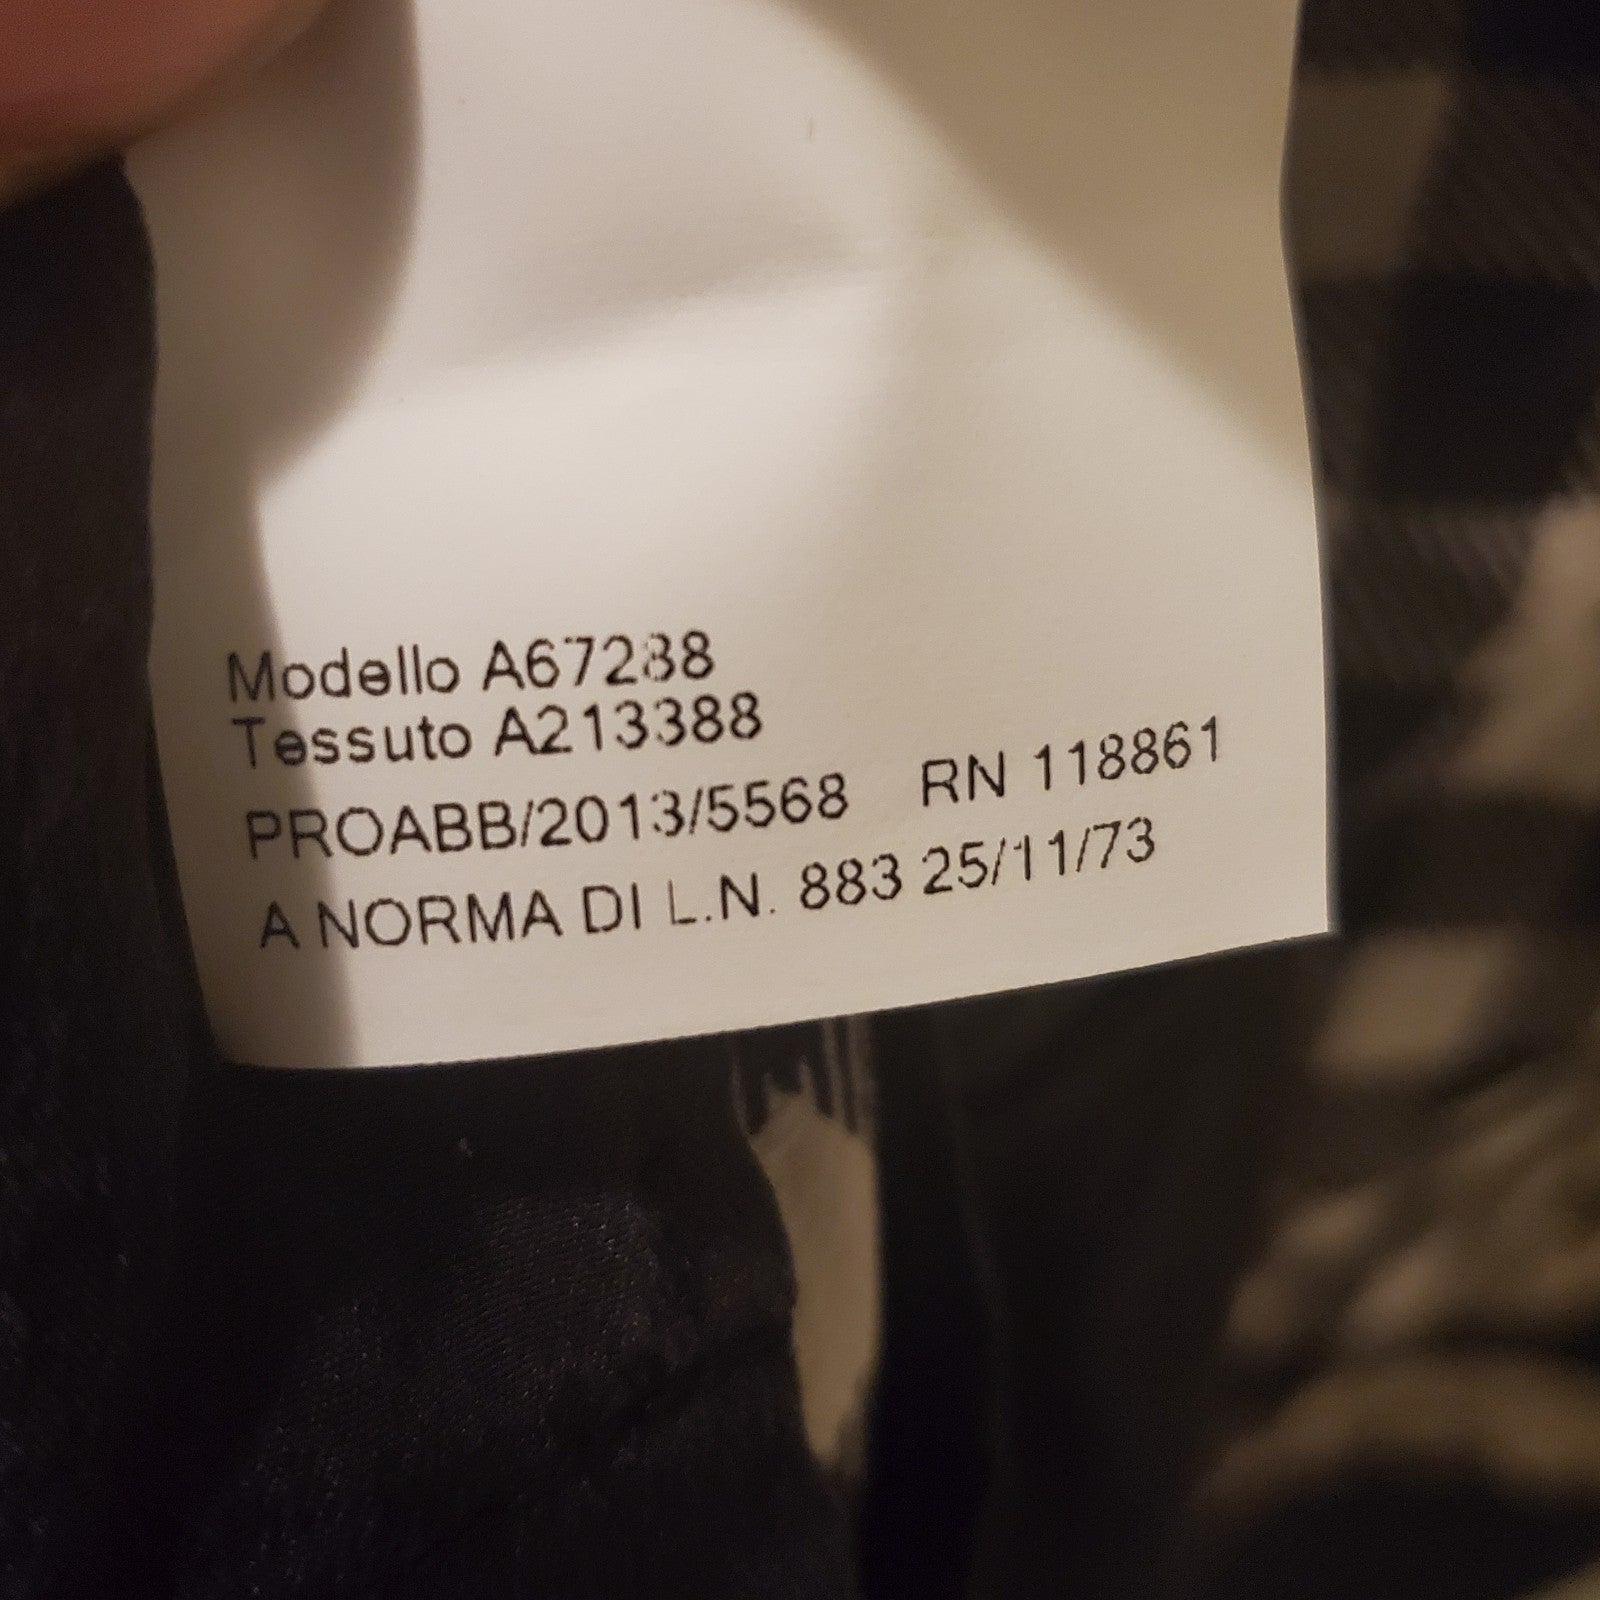 Modello A67288
Tessuto A213388
PROABB/2013/5568 RN 118861
A NORMA DI L.N. 883 25/11/73